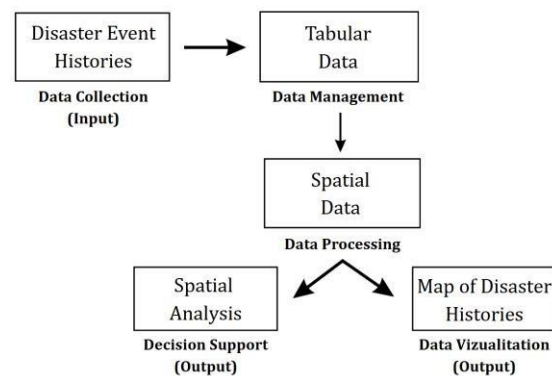 Disaster Event
Histories
Data Collection
(Input)
Tabular
Data
Data Management
Spatial
Data
Data Processing
Spatial
Analysis
Decision Support
(Output)
Map of Disaster
Histories
Data Vizualitation
(Output)